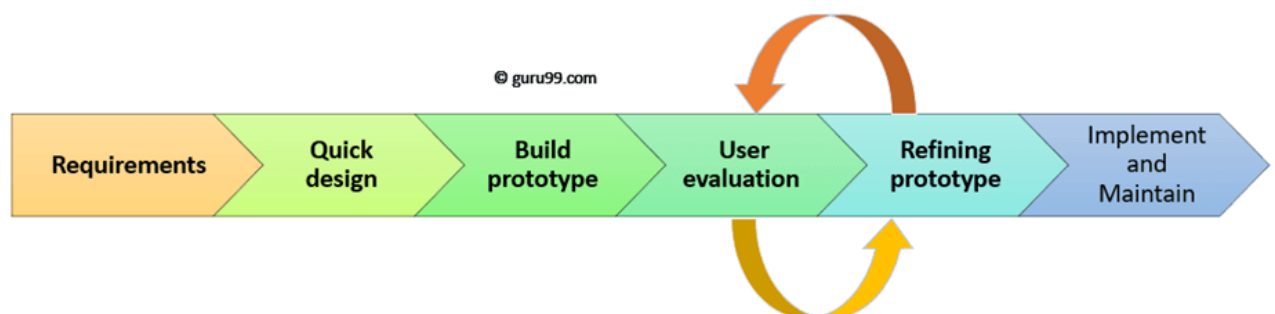 © guru99.com
Requirements
Quick
design
Build
prototype
User
evaluation
Refining
prototype
Implement
and
Maintain